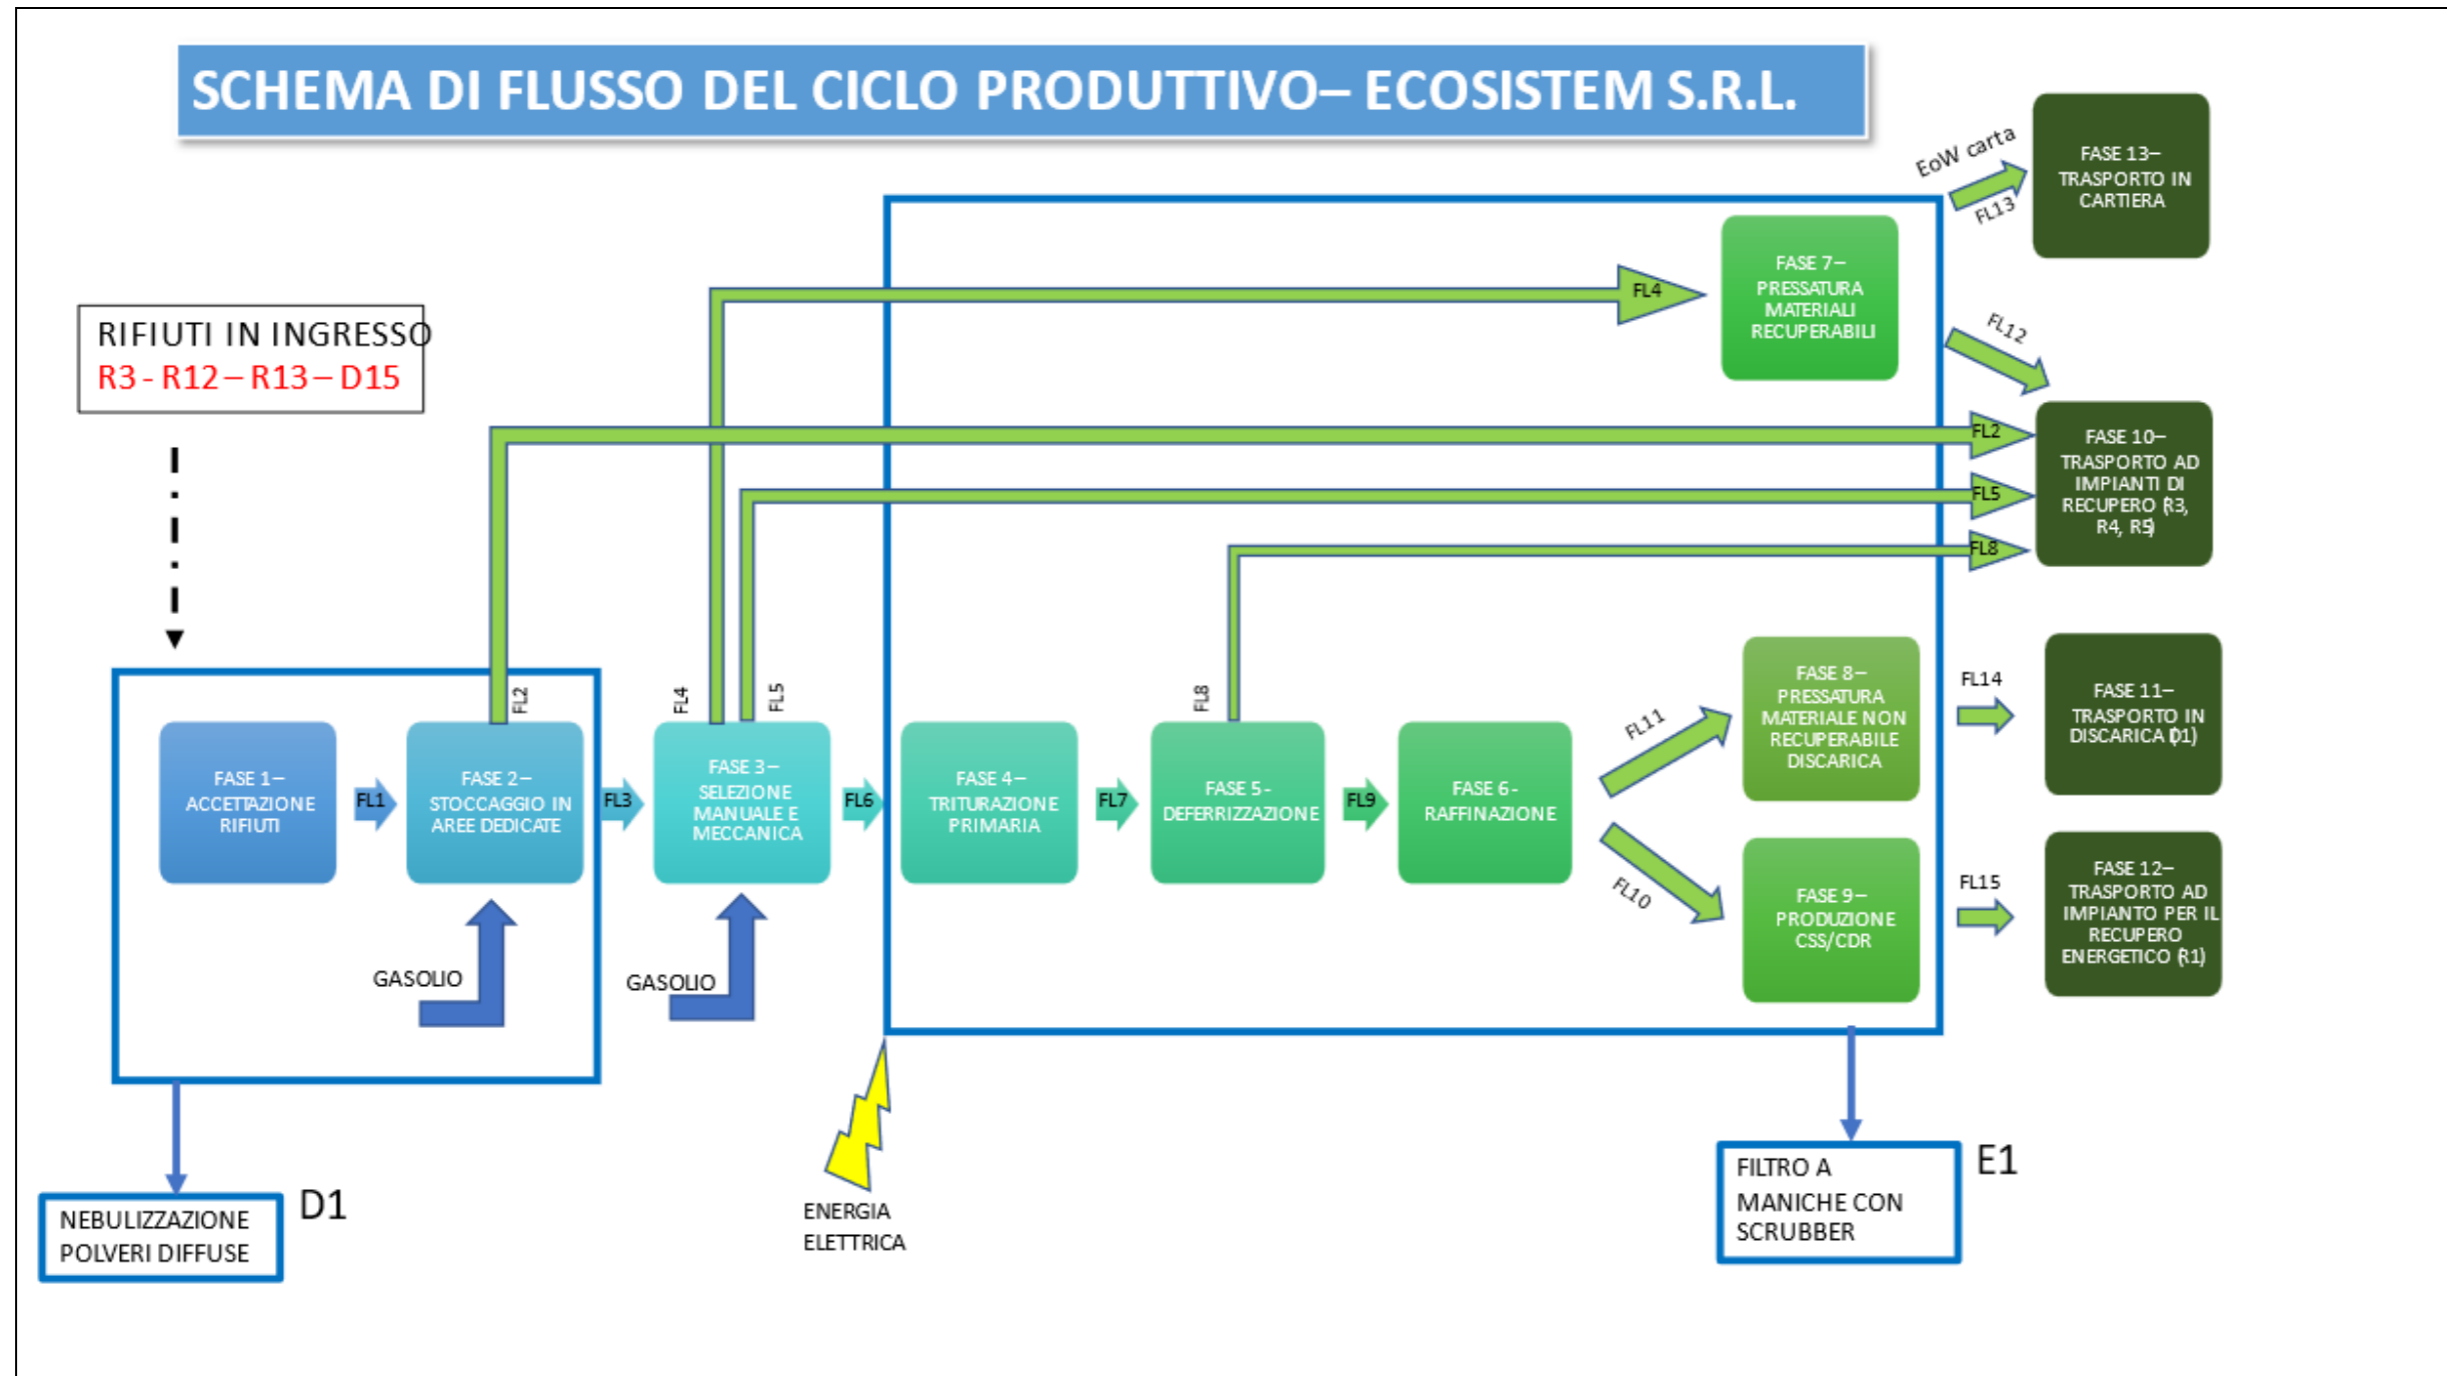 SCHEMA DI FLUSSO DEL CICLO PRODUTTIVO– ECOSISTEM S.R.L.
EoW carta
FL13
FASE 13–
TRASPORTO IN
CARTIERA
RIFIUTI IN INGRESSO
R3 - R12 – R13 – D15
FL4
FASE 7–
PRESSATURA
MATERIALI
RECUPERABILI
FL12
FL2
FL5
FL8
FASE 10–
TRASPORTO AD
IMPIANTI DI
RECUPERO (R3,
R4, R5)
FL2
FL4
FL5
FL8
FASE 1–
ACCETTAZIONE
RIFIUTI
FL1
FASE 2–
STOCCAGGIO IN
AREE DEDICATE
FL3
FASE 3–
SELEZIONE
MANUALE E
MECCANICA
FL6
FASE 4–
TRITURAZIONE
PRIMARIA
FL7
FASE 5-
DEFERRIZZAZIONE
FL9
FASE 6-
RAFFINAZIONE
FL11
FL10
FASE 8–
PRESSATURA
MATERIALE NON
RECUPERABILE
DISCARICA
FL14
FASE 11–
TRASPORTO IN
DISCARICA (D1)
FASE 9–
PRODUZIONE
CSS/CDR
FL15
FASE 12–
TRASPORTO AD
IMPIANTO PER IL
RECUPERO
ENERGETICO (R1)
GASOLIO
GASOLIO
NEBULIZZAZIONE
POLVERI DIFFUSE
D1
ENERGIA
ELETTRICA
FILTRO A
MANICHE CON
SCRUBBER
E1